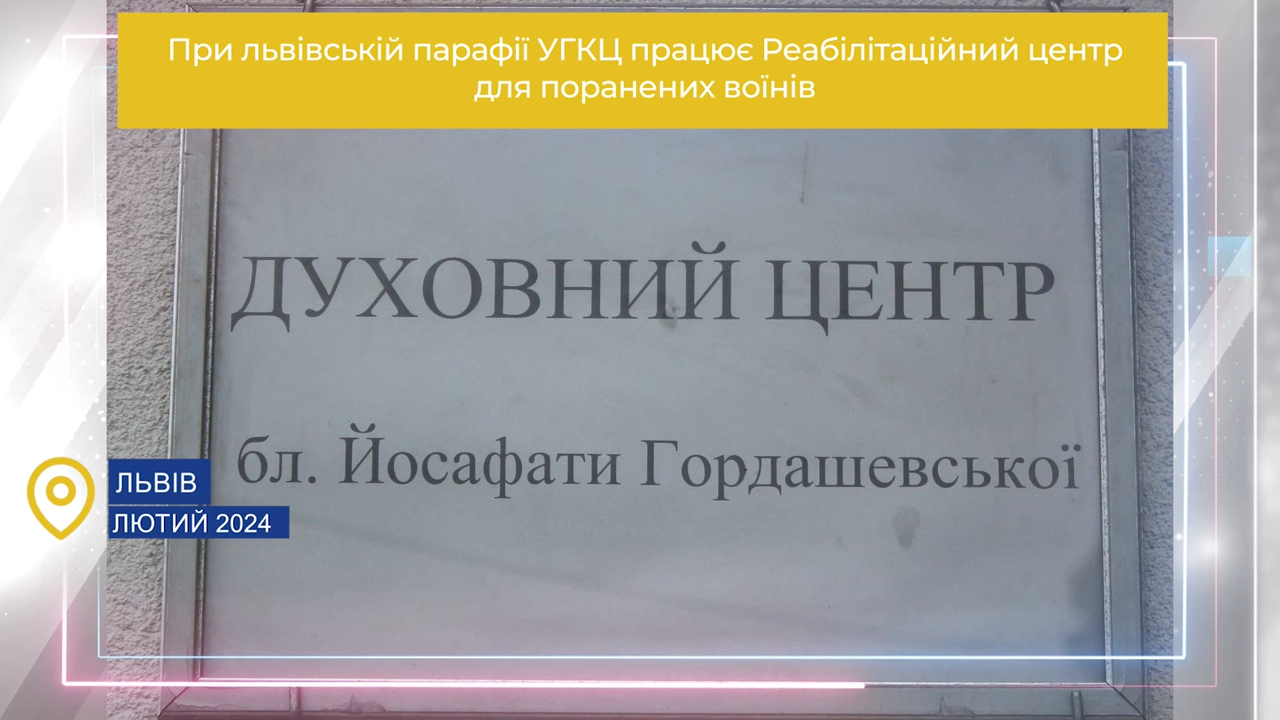 При львівській парафії УГКЦ працює Реабілітаційний центр
для поранених воїнів
ДУХОВНИЙ ЦЕНТР
бл. Йосафати Гордашевської
ЛЬВІВ
ЛЮТИЙ 2024